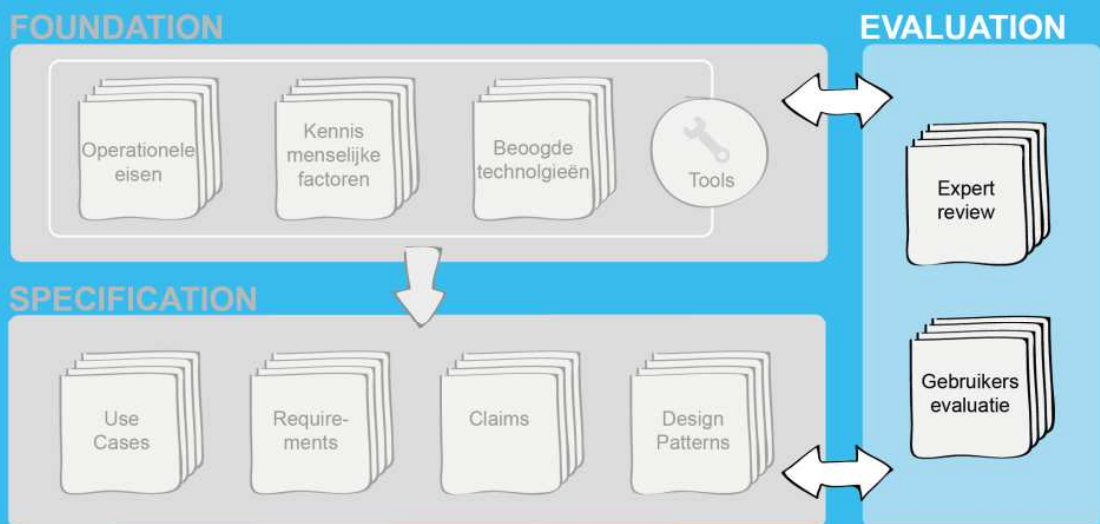 FOUNDATION
Operationele
eisen
Kennis
menselijke
factoren
Beoogde
technolgieën
Tools
SPECIFICATION
Use
Cases
Require-
ments
Claims
Design
Patterns
EVALUATION
Expert
review
Gebruikers
evaluatie